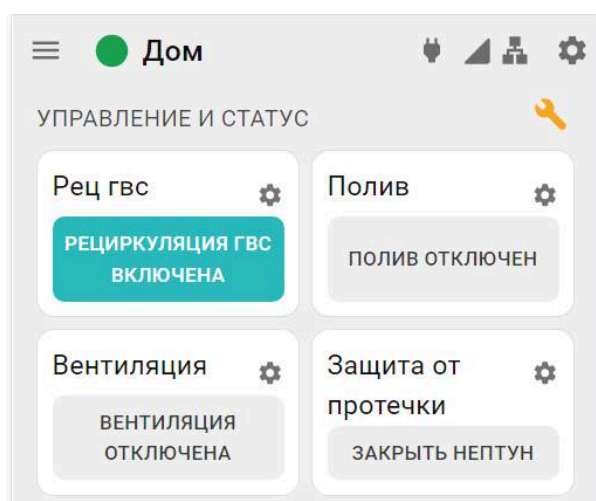 Дом
УПРАВЛЕНИЕ И СТАТУС
Рец гвс
РЕЦИРКУЛЯЦИЯ ГВС
ВКЛЮЧЕНА
Полив
ПОЛИВ ОТКЛЮЧЕН
Вентиляция
ВЕНТИЛЯЦИЯ
ОТКЛЮЧЕНА
Защита от
протечки
ЗАКРЫТЬ НЕПТУН